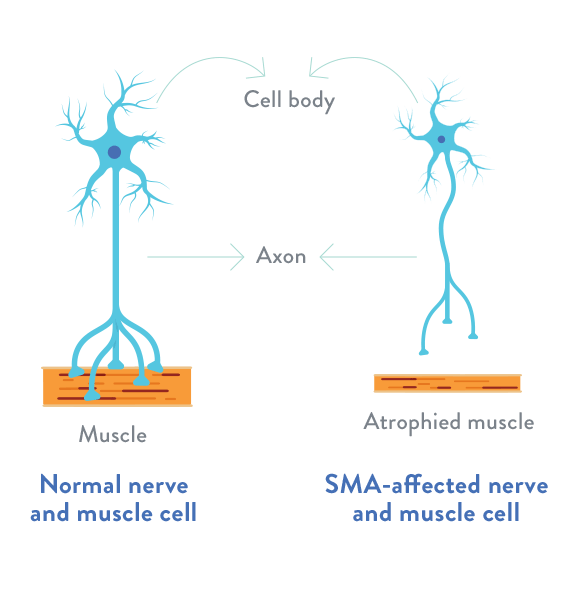 Cell body
Axon
Muscle
Atrophied muscle
Normal nerve
and muscle cell
SMA-affected nerve
and muscle cell